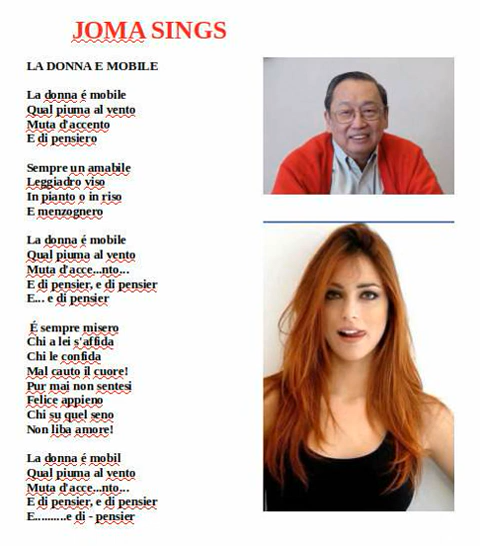 JOMA SINGS
LA DONNA E MOBILE
La donna é mobile
Qual piuma al vento
Muta d'accento
E di pensiero
Sempre un amabile
Leggiadro viso
In pianto o in riso
E menzognero
La donna é mobile
Qual piuma al vento
Muta d'acce...nto...
E di pensier, e di pensier
E... e di pensier
É sempre misero
Chi a lei s'affida
Chi le confida
Mal cauto il cuore!
Pur mai non sentesi
Felice appieno
Chi su quel seno
Non liba amore!
La donna é mobil
Qual piuma al vento
Muta d'acce...nto...
E di pensier, e di pensier
E..........e di - pensier